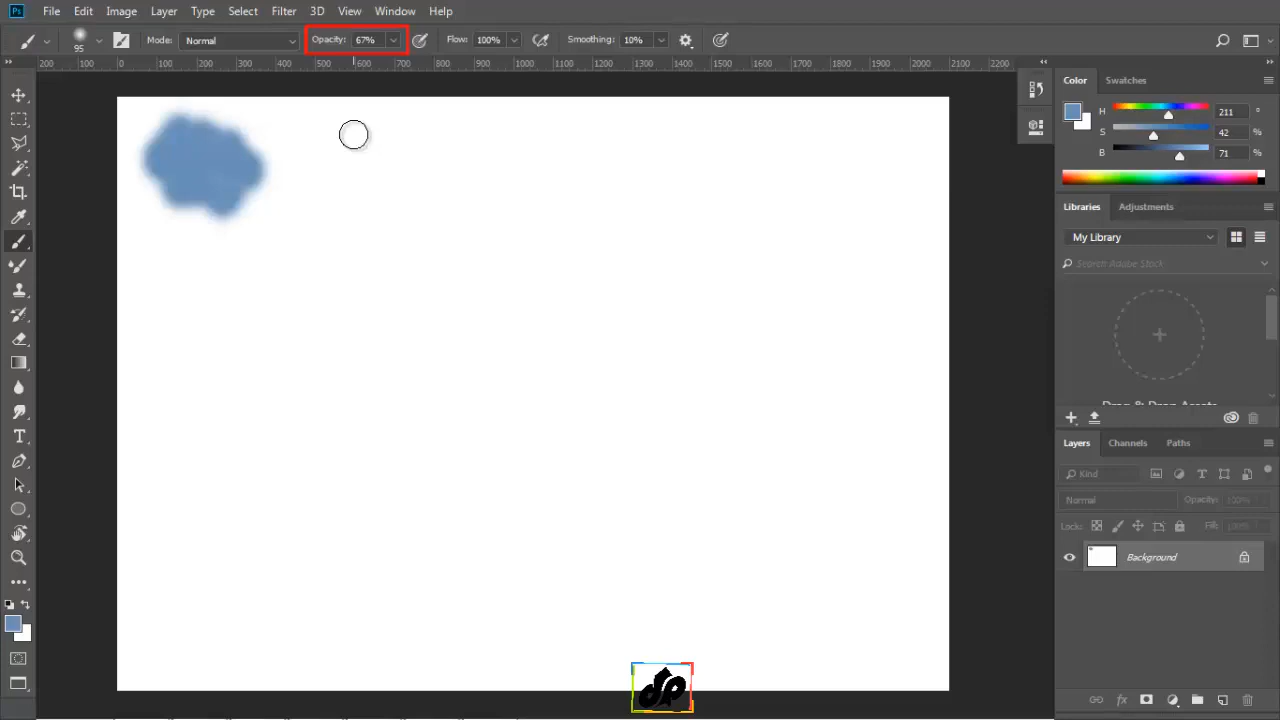 Ps File Edit Image Layer Type Select Filter 3D View Window Help
95 Mode: Normal Opacity: 67% Flow: 100% Smoothing: 10%
200 100 0 100 200 300 400 500 600 700 800 900 1000 1100 1200 1300 1400 1500 1600 1700 1800 1900 2000 2100 2200
Color Swatches
H 211 °
S 42 %
B 71 %
Libraries Adjustments
My Library
Search Adobe Stock
Drag & Drop Assets
Layers Channels Paths
Kind
Normal Opacity: 100%
Lock: Fill: 100%
Background
dp